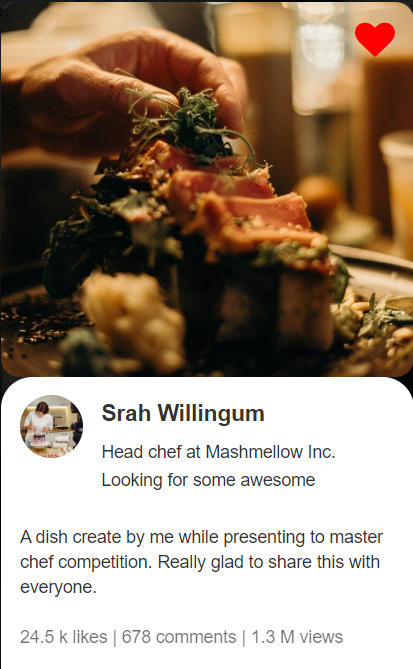 Srah Willingum
Head chef at Mashmellow Inc.
Looking for some awesome
A dish create by me while presenting to master
chef competition. Really glad to share this with
everyone.
24.5 k likes | 678 comments | 1.3 M views